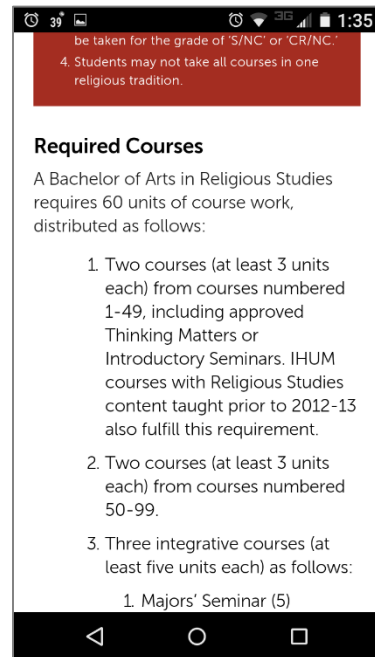 39° 3G 1:35
be taken for the grade of 'S/NC' or 'CR/NC.'
4. Students may not take all courses in one
religious tradition.
Required Courses
A Bachelor of Arts in Religious Studies
requires 60 units of course work,
distributed as follows:
1. Two courses (at least 3 units
each) from courses numbered
1-49, including approved
Thinking Matters or
Introductory Seminars. IHUM
courses with Religious Studies
content taught prior to 2012-13
also fulfill this requirement.
2. Two courses (at least 3 units
each) from courses numbered
50-99.
3. Three integrative courses (at
least five units each) as follows:
1. Majors' Seminar (5)